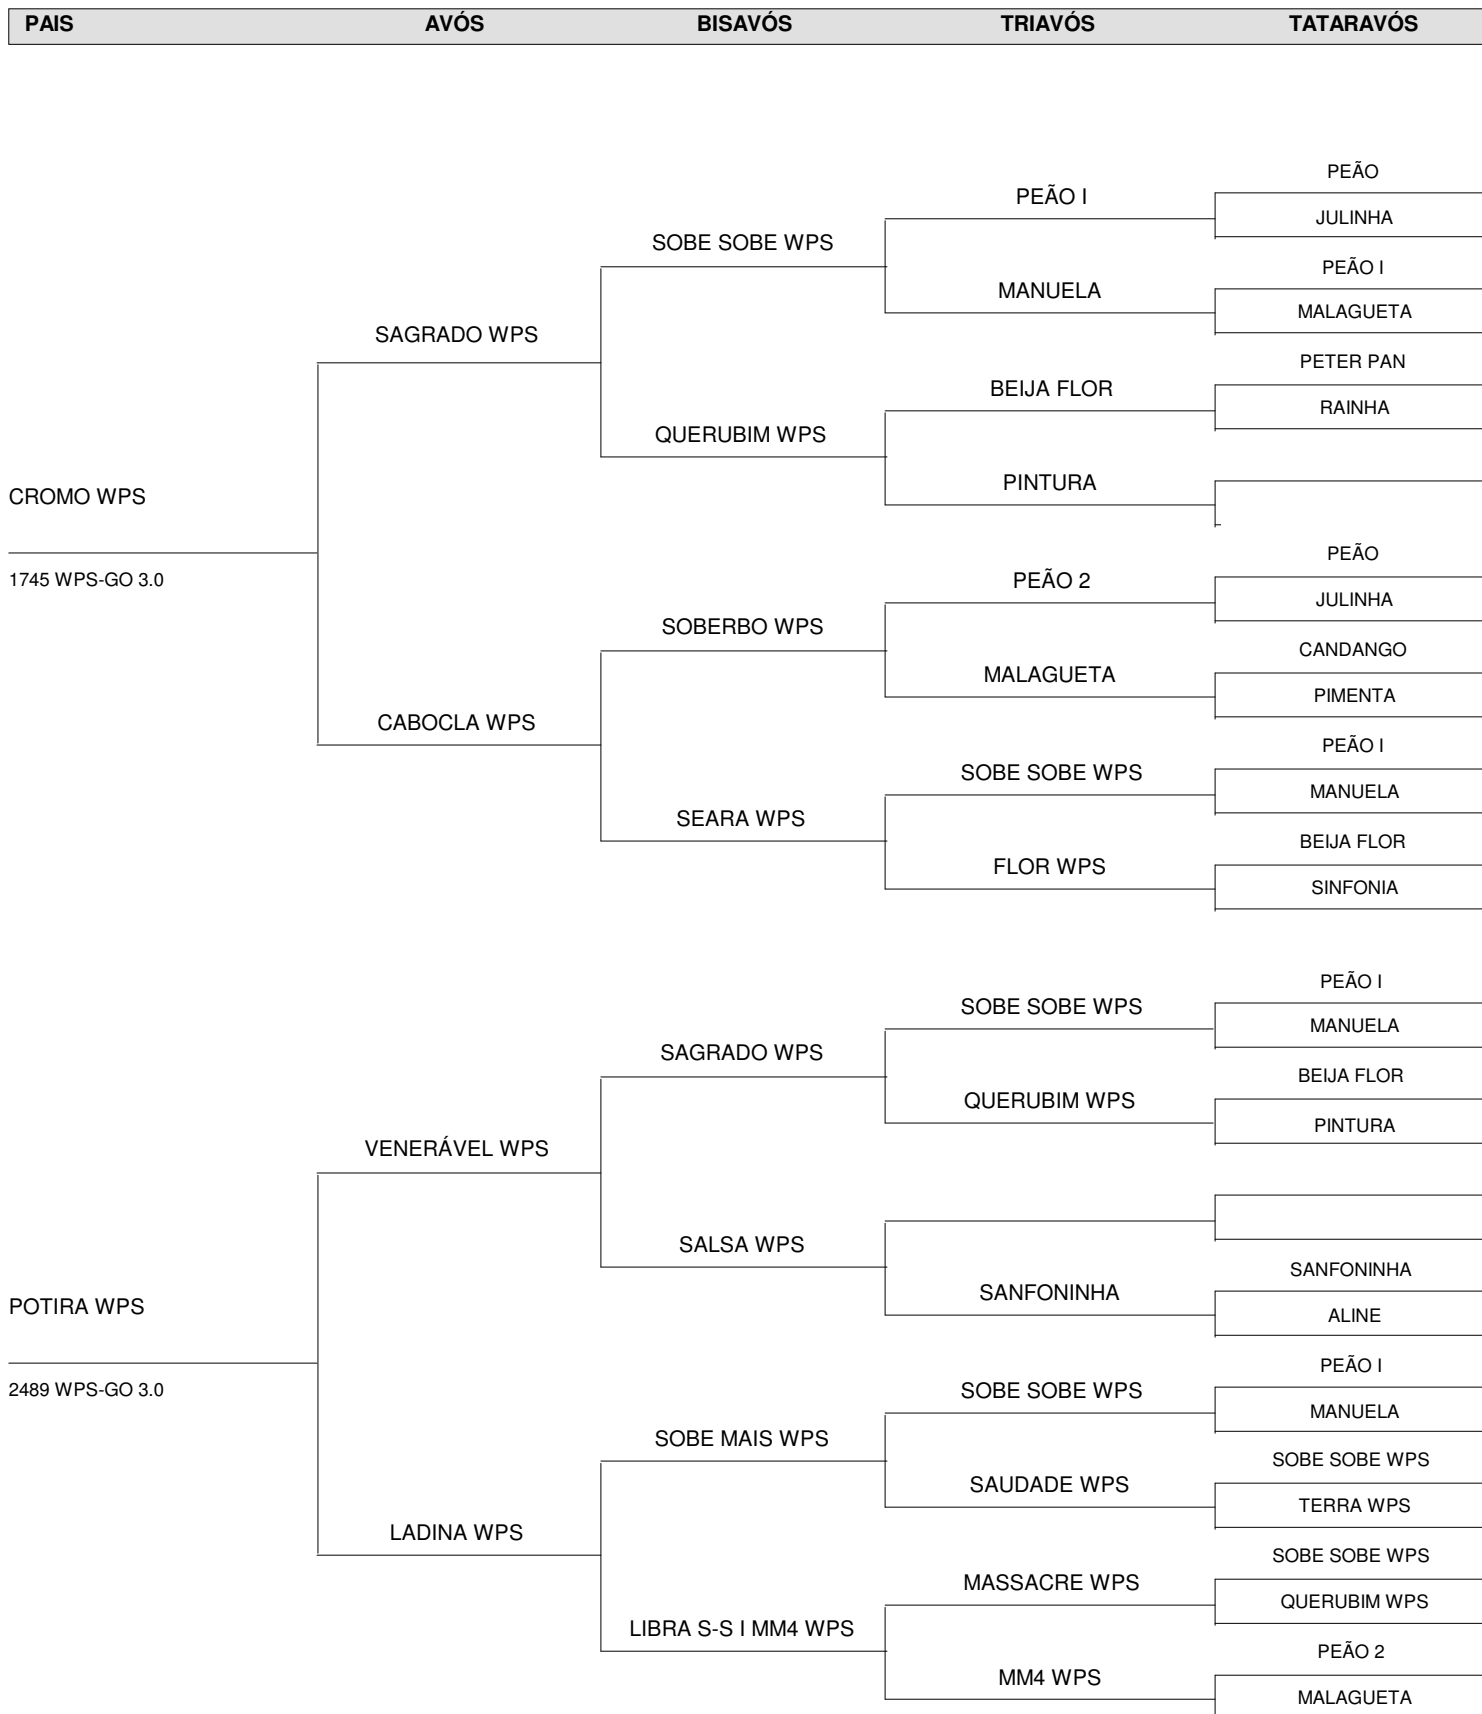 PAIS AVÓS BISAVÓS TRIAVÓS TATARAVÓS
PEÃO
PEÃO I
JULINHA
SOBE SOBE WPS
PEÃO I
MANUELA
MALAGUETA
SAGRADO WPS
PETER PAN
BEIJA FLOR
RAINHA
QUERUBIM WPS
PINTURA
CROMO WPS
PEÃO
1745 WPS-GO 3.0
PEÃO 2
JULINHA
SOBERBO WPS
CANDANGO
MALAGUETA
PIMENTA
CABOCLA WPS
PEÃO I
SOBE SOBE WPS
MANUELA
SEARA WPS
BEIJA FLOR
FLOR WPS
SINFONIA
PEÃO I
SOBE SOBE WPS
MANUELA
SAGRADO WPS
BEIJA FLOR
QUERUBIM WPS
PINTURA
VENERÁVEL WPS
SALSA WPS
SANFONINHA
SANFONINHA
POTIRA WPS
ALINE
PEÃO I
2489 WPS-GO 3.0
SOBE SOBE WPS
MANUELA
SOBE MAIS WPS
SOBE SOBE WPS
SAUDADE WPS
TERRA WPS
LADINA WPS
SOBE SOBE WPS
MASSACRE WPS
QUERUBIM WPS
LIBRA S-S I MM4 WPS
PEÃO 2
MM4 WPS
MALAGUETA